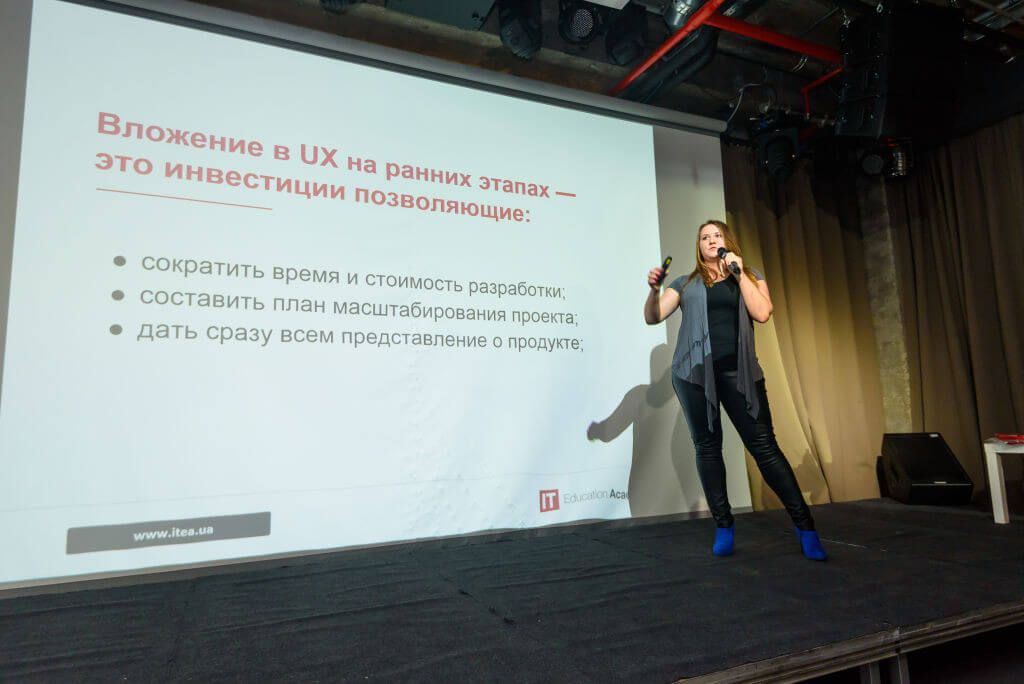 Вложение в UX на ранних этапах —
это инвестиции позволяющие:
● сократить время и стоимость разработки;
● составить план масштабирования проекта;
● дать сразу всем представление о продукте;
IT Education
www.itea.ua